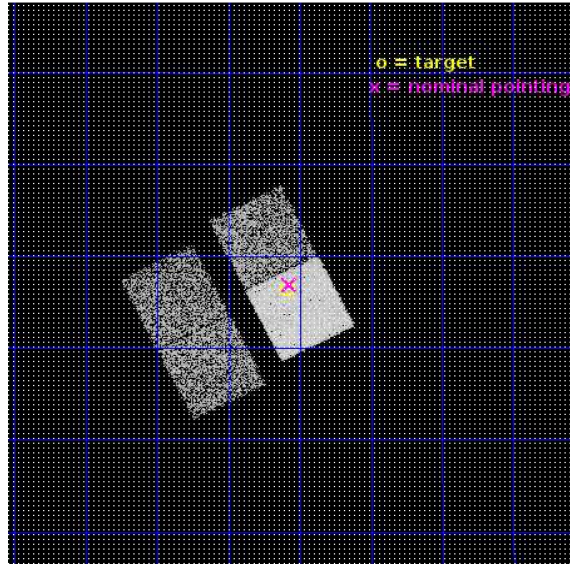 o = target
x = nominal pointing